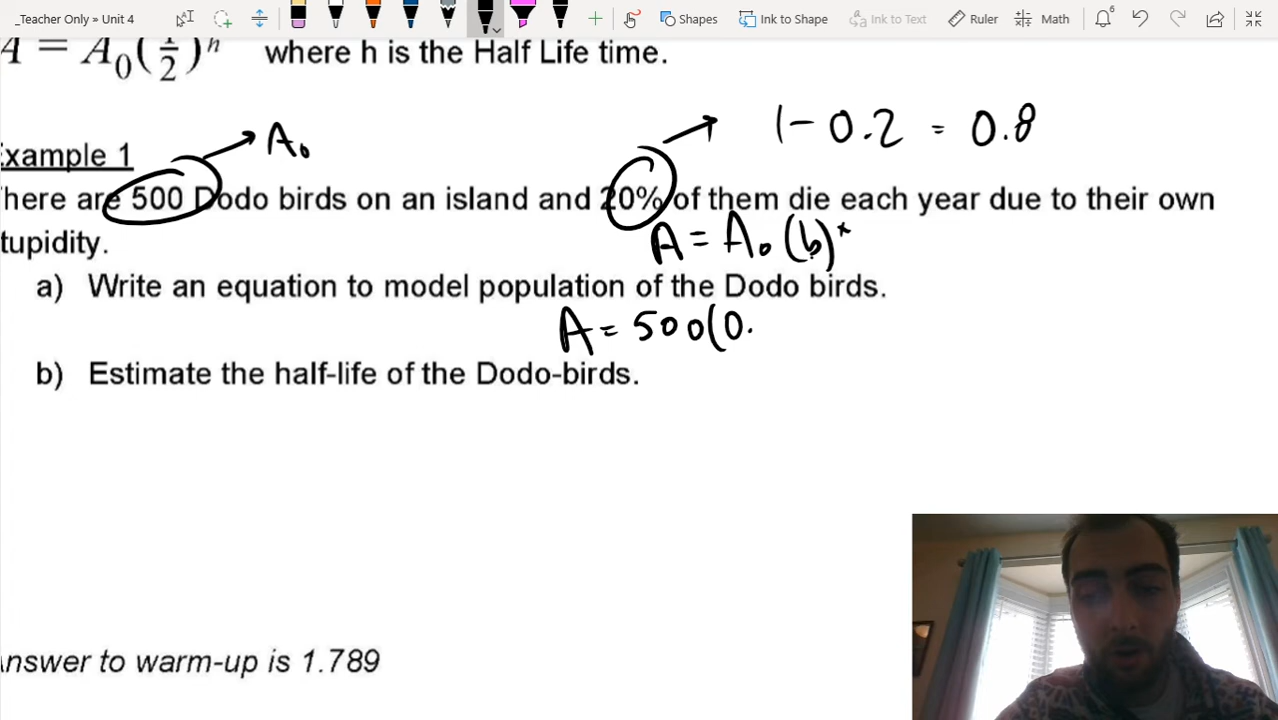 _Teacher Only » Unit 4
Shapes
Ink to Shape
Ink to Text
Ruler
Math
6
A = A₀(1/2)^h where h is the Half Life time.
1 - 0.2 = 0.8
A₀
xample 1
here are 500 Dodo birds on an island and 20% of them die each year due to their own
tupidity.
A = A₀(b)ˣ
a) Write an equation to model population of the Dodo birds.
A = 500(0.
b) Estimate the half-life of the Dodo-birds.
nswer to warm-up is 1.789